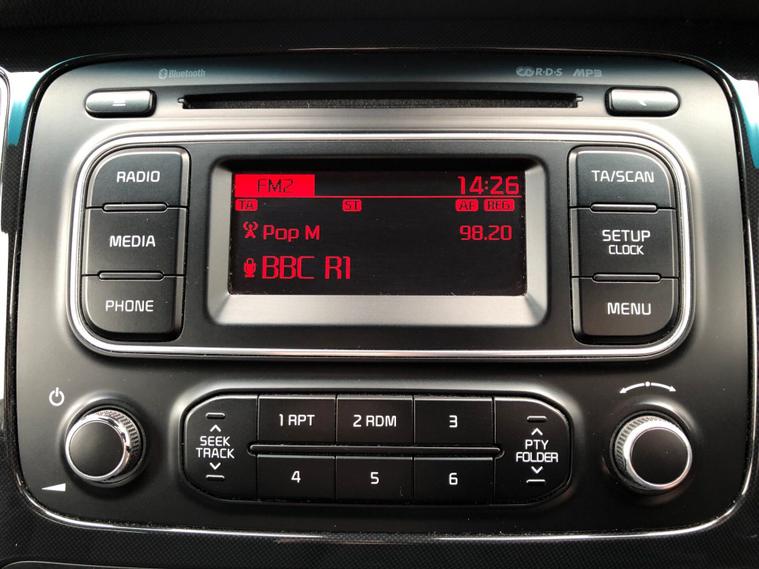 Bluetooth
R·D·S MP3
RADIO
MEDIA
PHONE
FM2 14:26
TA ST AF REG
Pop M 98.20
BBC R1
TA/SCAN
SETUP
CLOCK
MENU
SEEK
TRACK
1 RPT 2 RDM 3
4 5 6
PTY
FOLDER